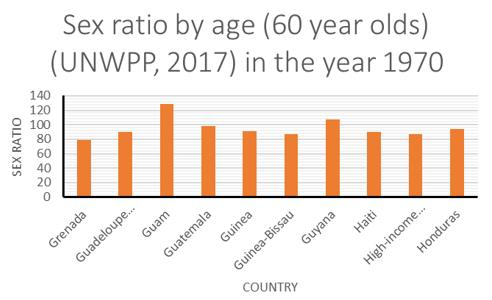 Sex ratio by age (60 year olds)
(UNWPP, 2017) in the year 1970
SEX RATIO
140
120
100
80
60
40
20
0
Grenada
Guadeloupe...
Guam
Guatemala
Guinea
Guinea-Bissau
Guyana
Haiti
High-income...
Honduras
COUNTRY